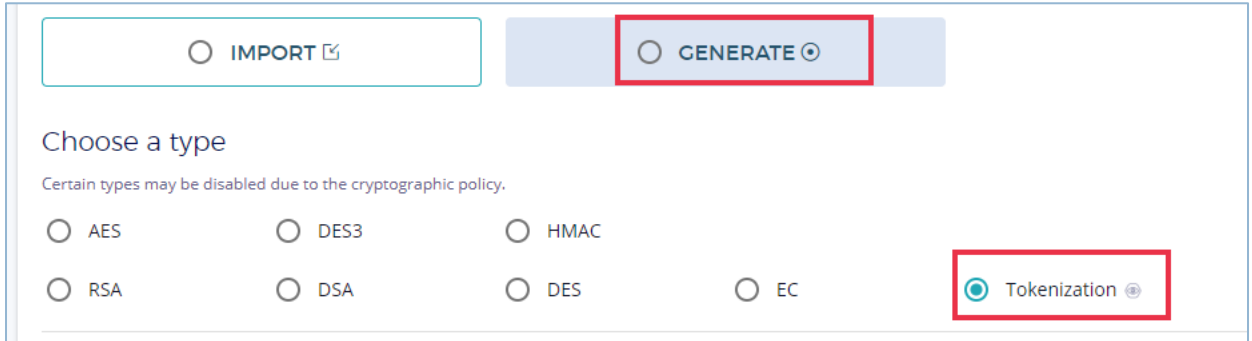 IMPORT GENERATE
Choose a type
Certain types may be disabled due to the cryptographic policy.
AES DES3 HMAC
RSA DSA DES EC Tokenization